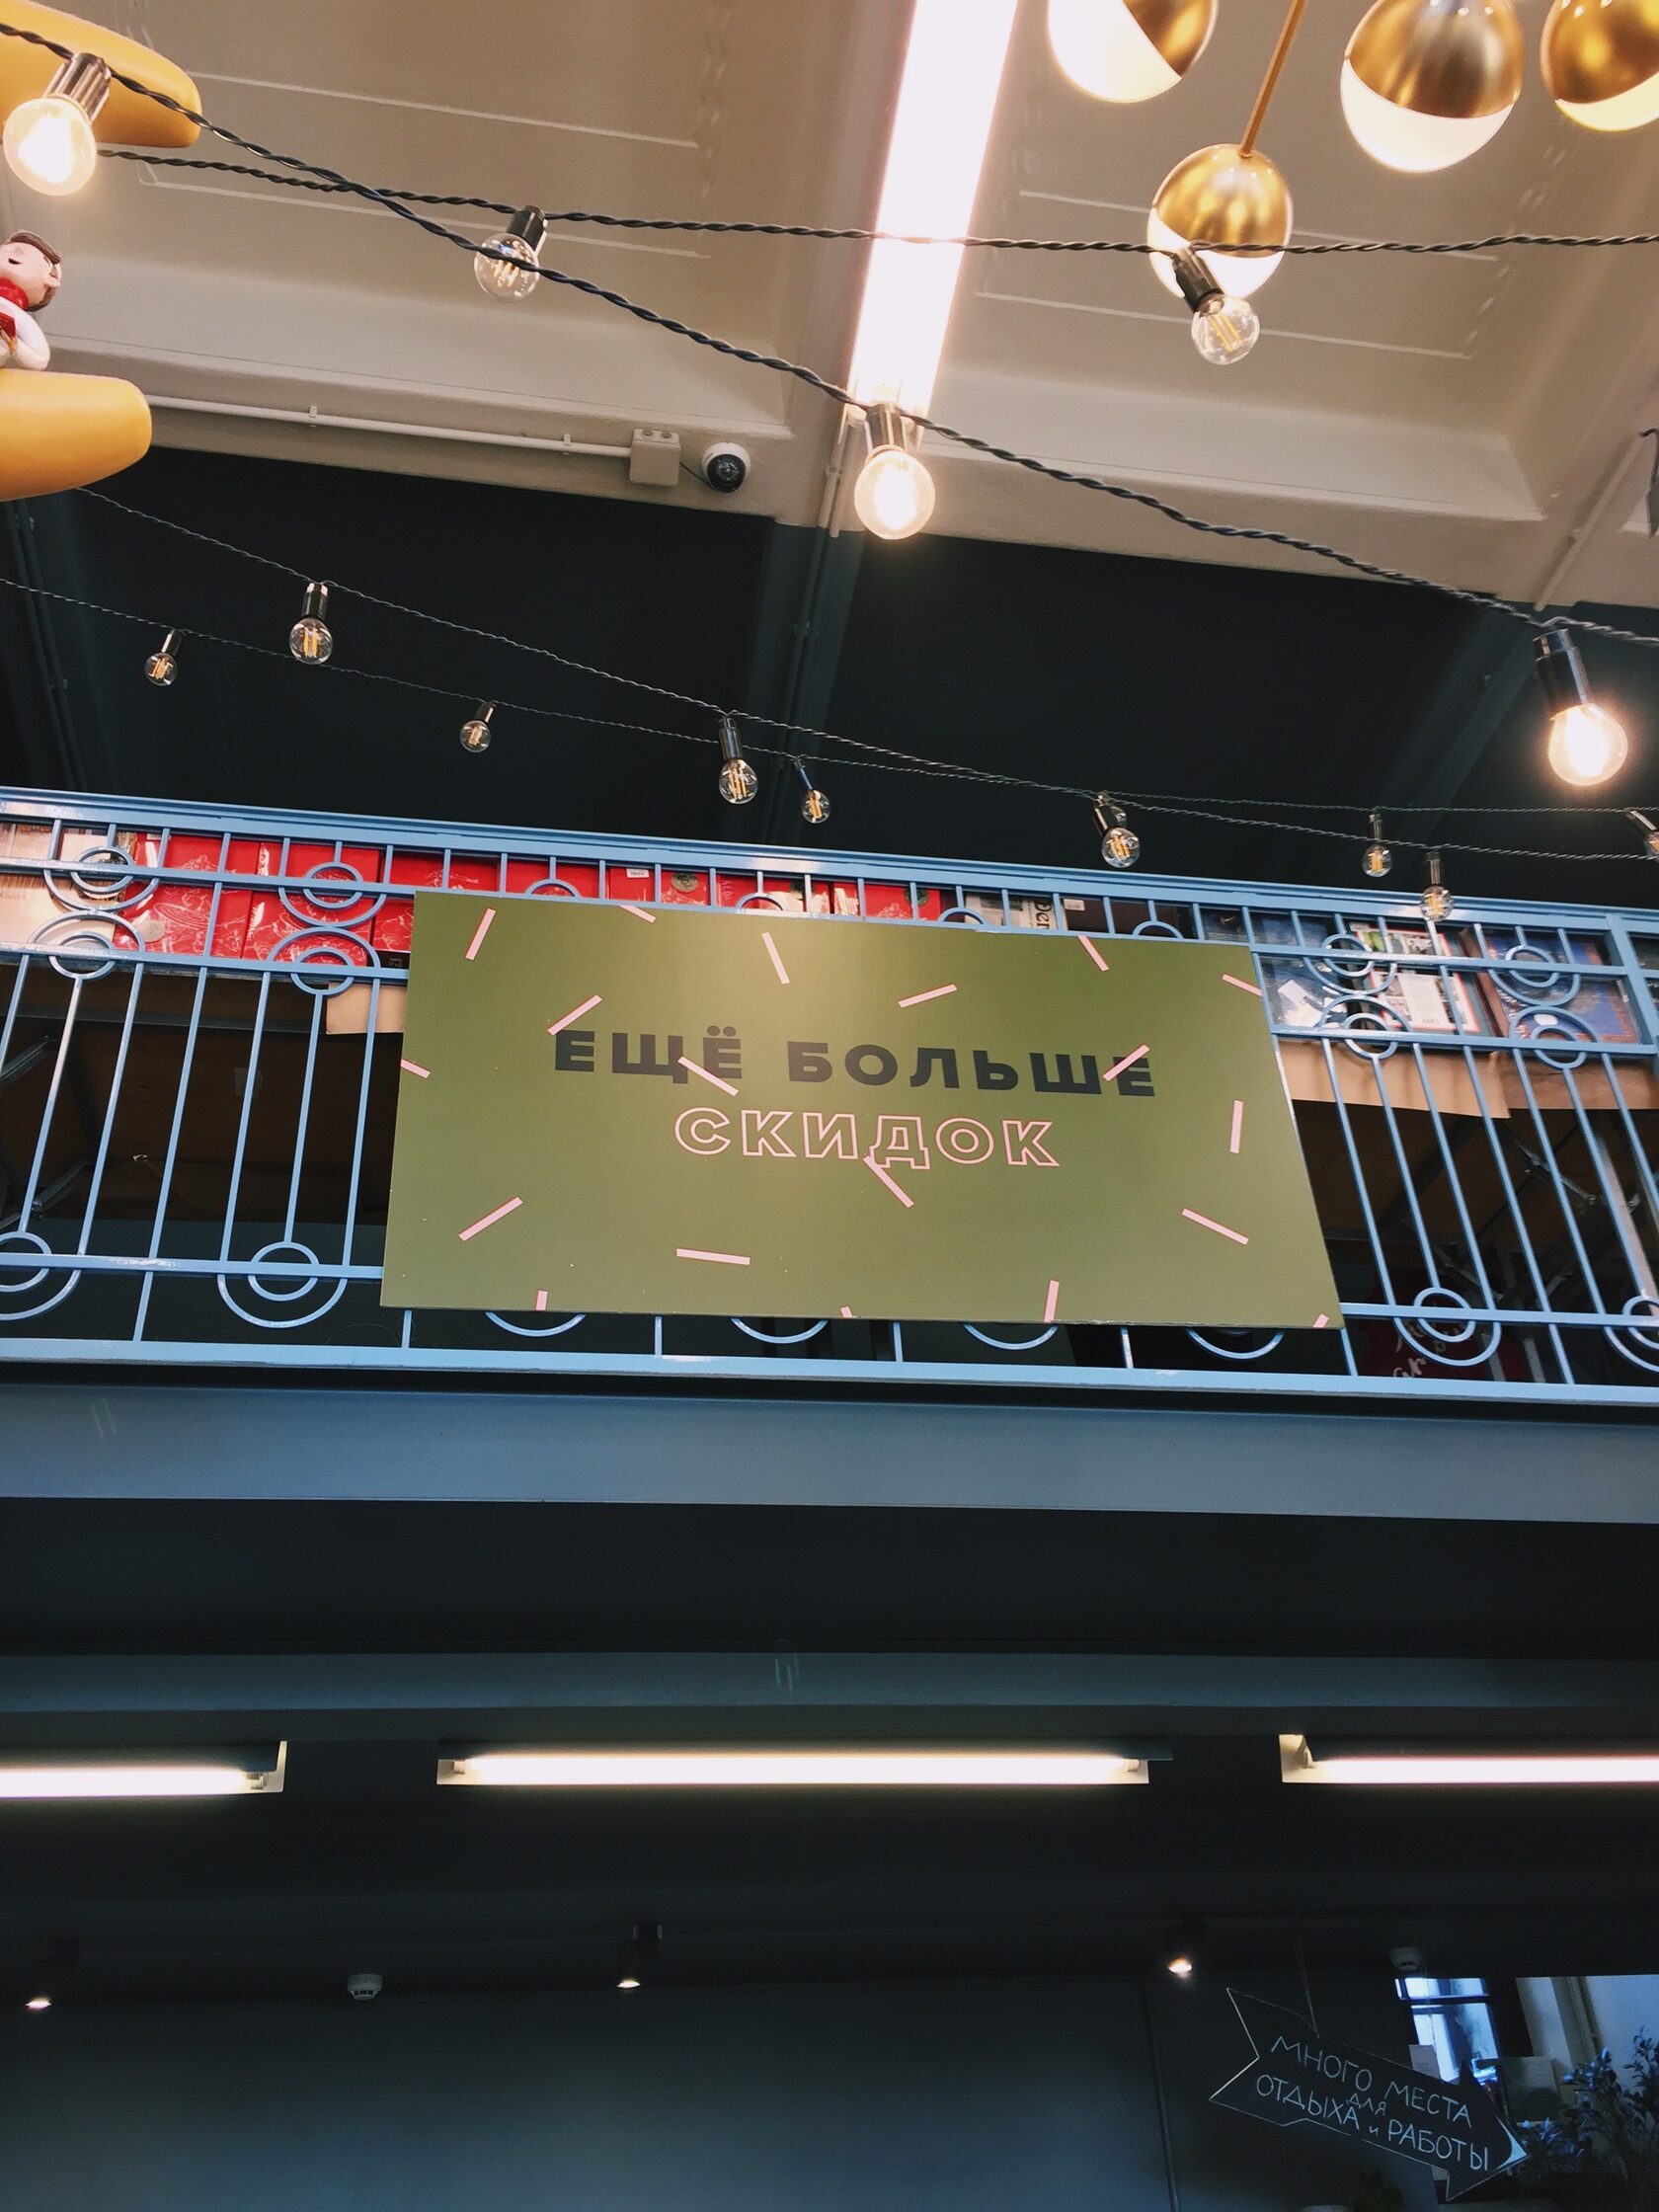 ЕЩЁ БОЛЬШЕ
СКИДОК
МНОГО МЕСТА
ДЛЯ
ОТДЫХА и РАБОТЫ